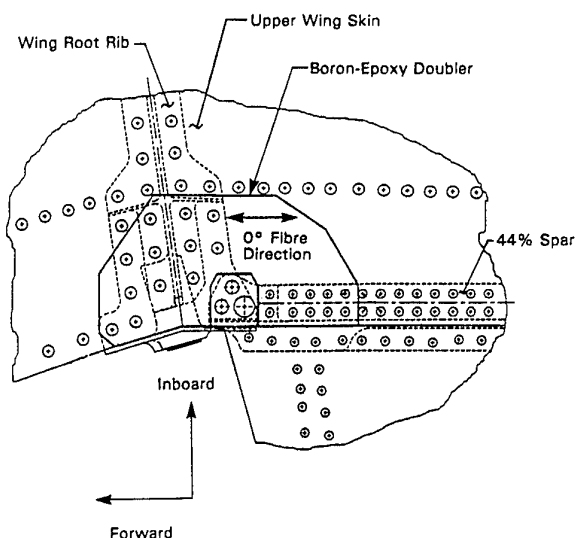 Upper Wing Skin
Wing Root Rib
Boron-Epoxy Doubler
0° Fibre
Direction
44% Spar
Inboard
Forward